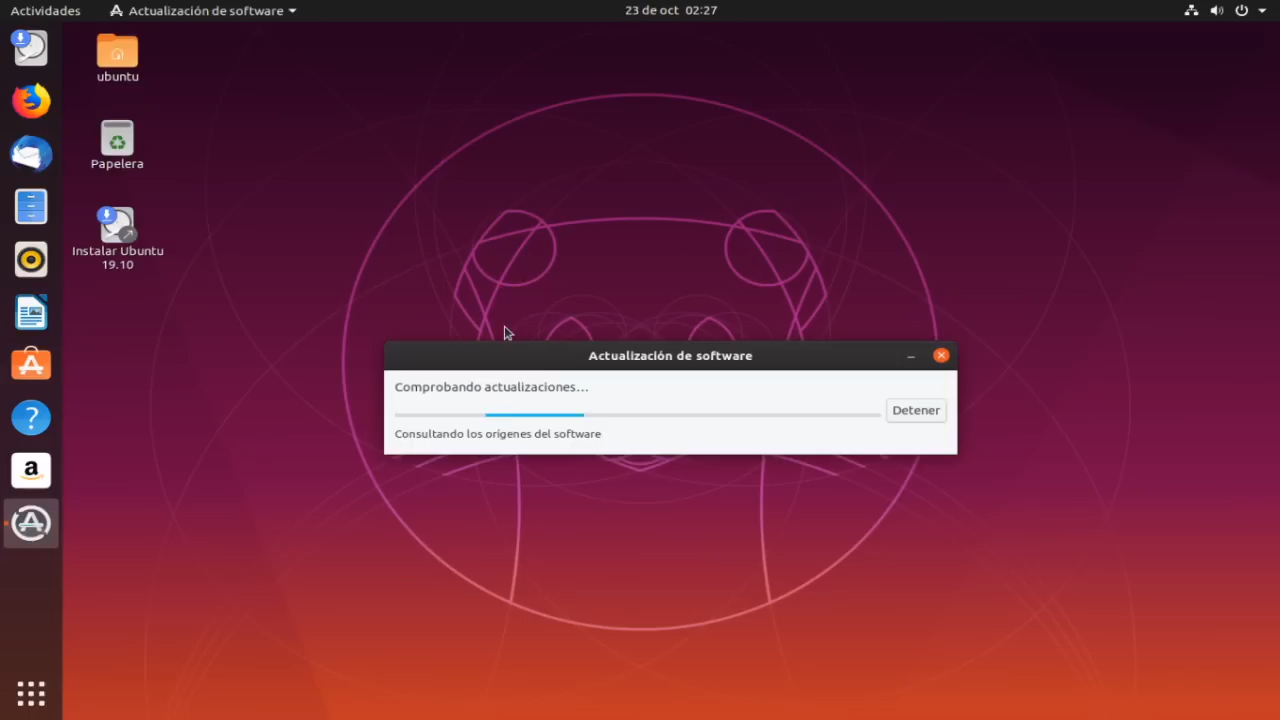 Actividades
Actualización de software
23 de oct 02:27
ubuntu
Papelera
Instalar Ubuntu
19.10
Actualización de software
Comprobando actualizaciones…
Detener
Consultando los orígenes del software
?
a